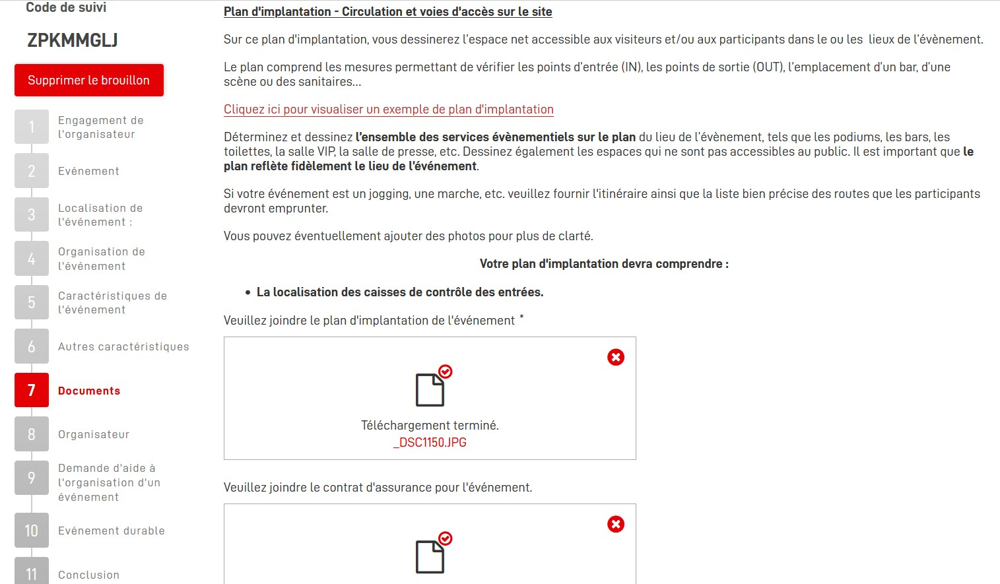 Code de suivi
ZPKMMGLJ
Supprimer le brouillon
1
Engagement de
l'organisateur
2
Evénement
3
Localisation de
l'événement :
4
Organisation de
l'événement
5
Caractéristiques de
l'événement
6
Autres caractéristiques
7
Documents
8
Organisateur
9
Demande d'aide à
l'organisation d'un
événement
10
Evénement durable
11
Conclusion
Plan d'implantation - Circulation et voies d'accès sur le site
Sur ce plan d'implantation, vous dessinerez l’espace net accessible aux visiteurs et/ou aux participants dans le ou les lieux de l’évènement.
Le plan comprend les mesures permettant de vérifier les points d’entrée (IN), les points de sortie (OUT), l’emplacement d’un bar, d’une
scène ou des sanitaires…
Cliquez ici pour visualiser un exemple de plan d'implantation
Déterminez et dessinez l’ensemble des services évènementiels sur le plan du lieu de l’évènement, tels que les podiums, les bars, les
toilettes, la salle VIP, la salle de presse, etc. Dessinez également les espaces qui ne sont pas accessibles au public. Il est important que le
plan reflète fidèlement le lieu de l’événement.
Si votre événement est un jogging, une marche, etc. veuillez fournir l'itinéraire ainsi que la liste bien précise des routes que les participants
devront emprunter.
Vous pouvez éventuellement ajouter des photos pour plus de clarté.
Votre plan d'implantation devra comprendre :
• La localisation des caisses de contrôle des entrées.
Veuillez joindre le plan d'implantation de l'événement *
Téléchargement terminé.
_DSC1150.JPG
Veuillez joindre le contrat d'assurance pour l'événement.